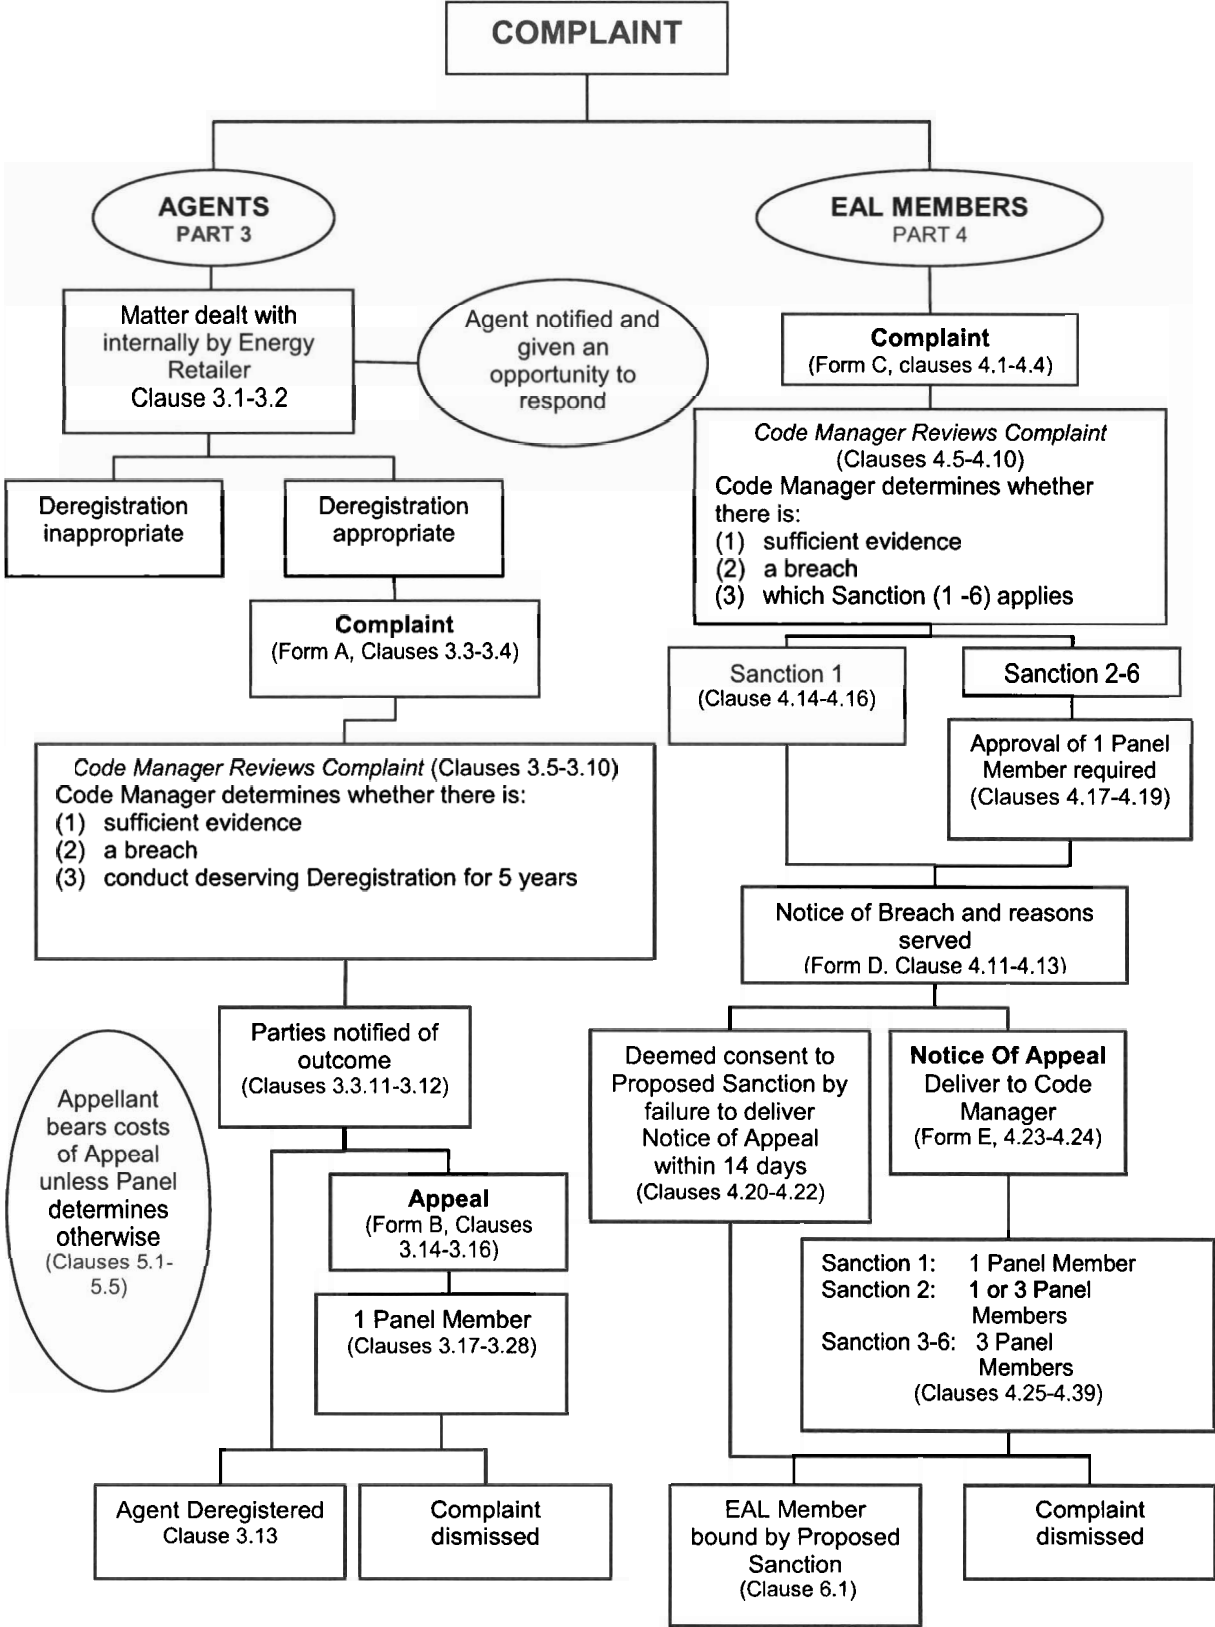 COMPLAINT
AGENTS
PART 3
Matter dealt with
internally by Energy
Retailer
Clause 3.1-3.2
Agent notified and
given an
opportunity to
respond
Deregistration
inappropriate
Deregistration
appropriate
Complaint
(Form A, Clauses 3.3-3.4)
Code Manager Reviews Complaint (Clauses 3.5-3.10)
Code Manager determines whether there is:
(1) sufficient evidence
(2) a breach
(3) conduct deserving Deregistration for 5 years
Parties notified of
outcome
(Clauses 3.3.11-3.12)
Appellant
bears costs
of Appeal
unless Panel
determines
otherwise
(Clauses 5.1-
5.5)
Appeal
(Form B, Clauses
3.14-3.16)
1 Panel Member
(Clauses 3.17-3.28)
Agent Deregistered
Clause 3.13
Complaint
dismissed
EAL MEMBERS
PART 4
Complaint
(Form C, clauses 4.1-4.4)
Code Manager Reviews Complaint
(Clauses 4.5-4.10)
Code Manager determines whether
there is:
(1) sufficient evidence
(2) a breach
(3) which Sanction (1 -6) applies
Sanction 1
(Clause 4.14-4.16)
Sanction 2-6
Approval of 1 Panel
Member required
(Clauses 4.17-4.19)
Notice of Breach and reasons
served
(Form D. Clause 4.11-4.13)
Deemed consent to
Proposed Sanction by
failure to deliver
Notice of Appeal
within 14 days
(Clauses 4.20-4.22)
Notice Of Appeal
Deliver to Code
Manager
(Form E, 4.23-4.24)
Sanction 1: 1 Panel Member
Sanction 2: 1 or 3 Panel
Members
Sanction 3-6: 3 Panel
Members
(Clauses 4.25-4.39)
EAL Member
bound by Proposed
Sanction
(Clause 6.1)
Complaint
dismissed